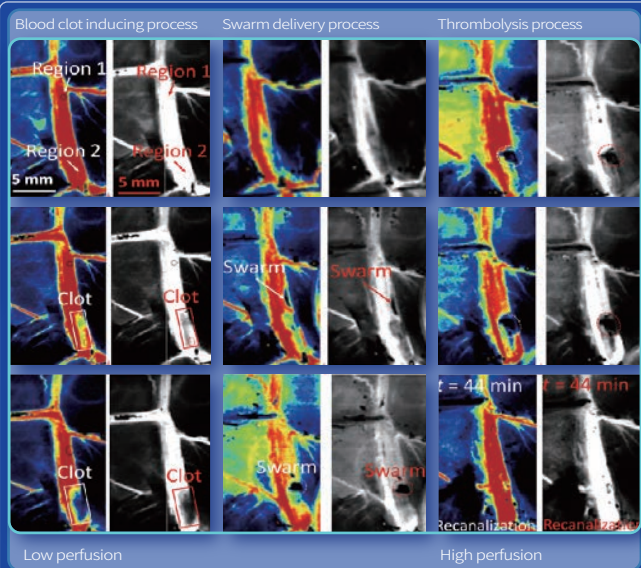 Blood clot inducing process
Swarm delivery process
Thrombolysis process
Region 1
Region 1
Region 2
Region 2
5 mm
5 mm
Clot
Clot
Swarm
Swarm
Clot
Clot
Swarm
Swarm
t = 44 min
t = 44 min
Recanalization
Recanalizatio
Low perfusion
High perfusion